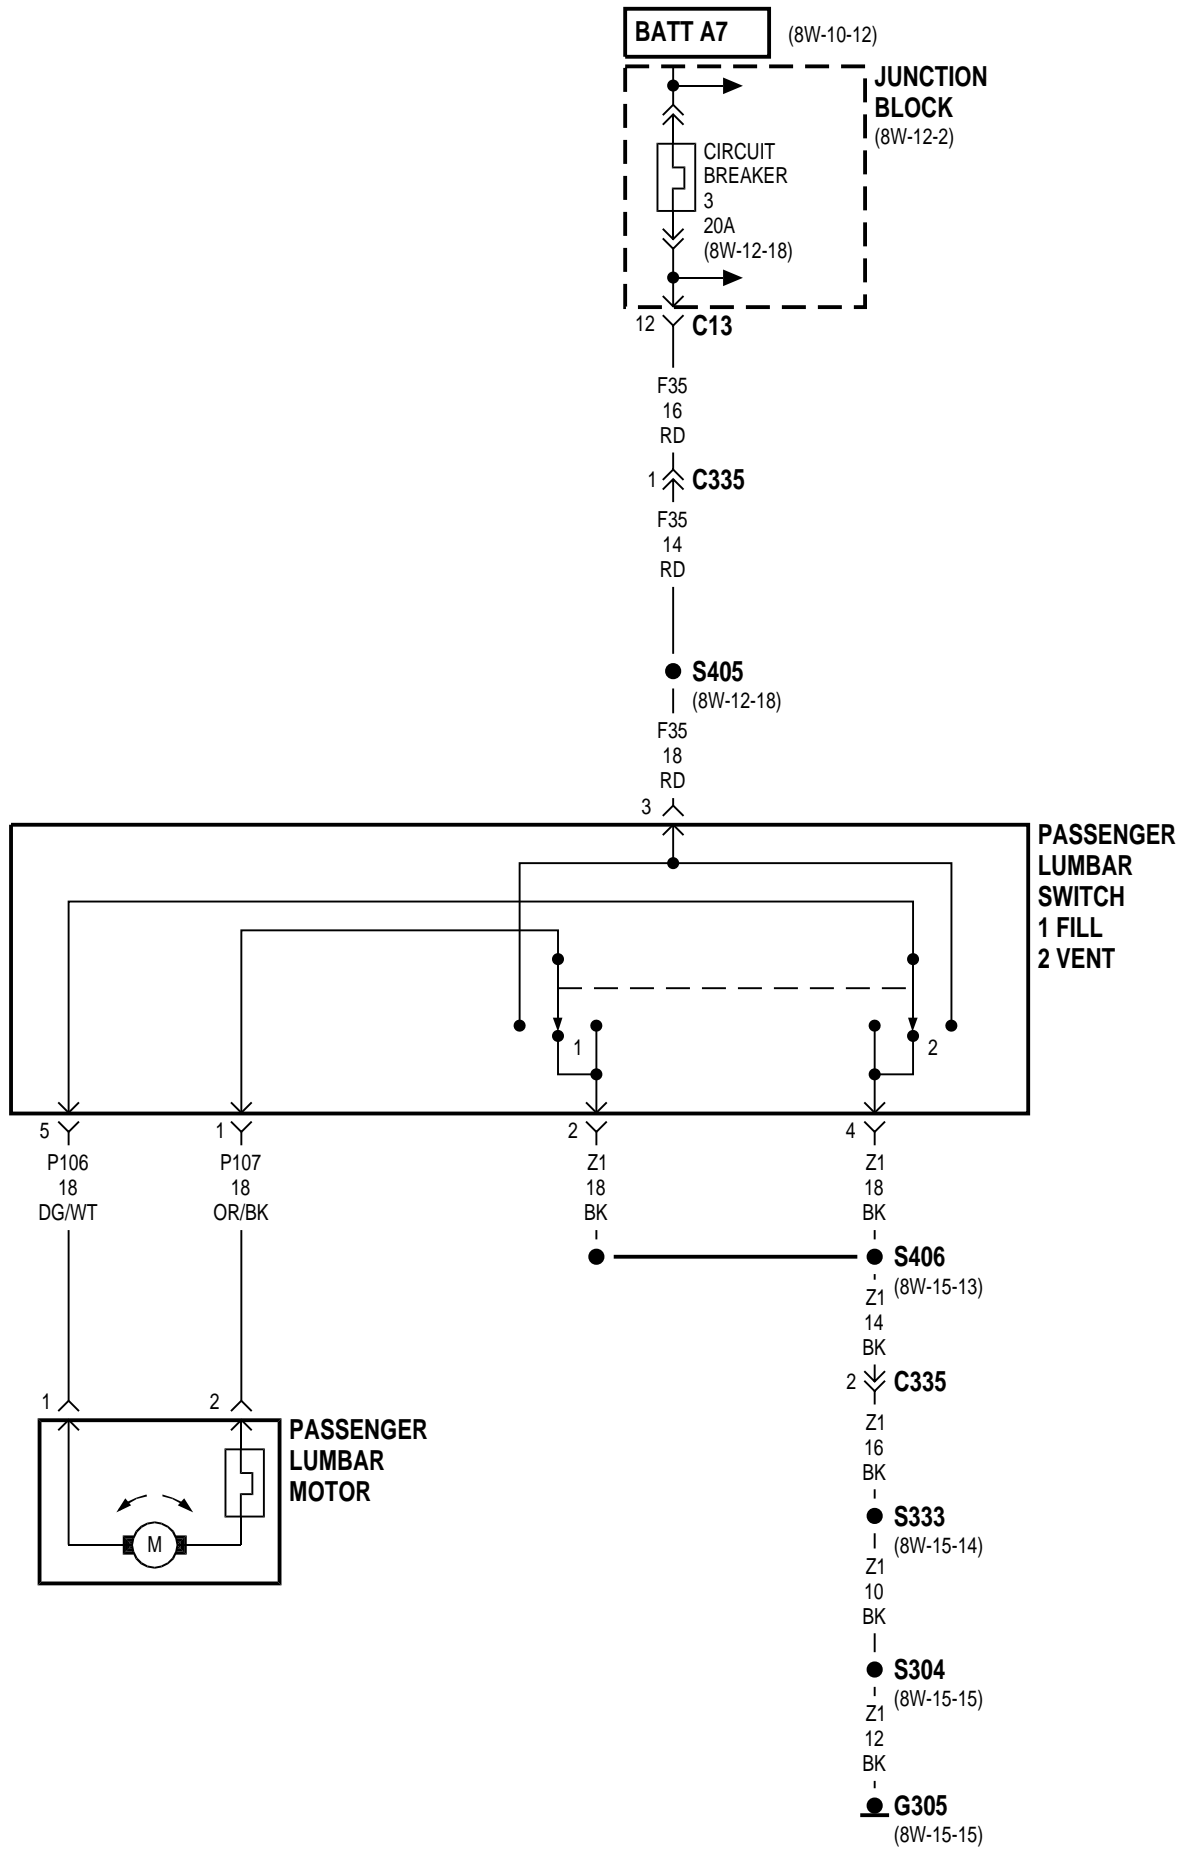 BATT A7
(8W-10-12)
JUNCTION
BLOCK
(8W-12-2)
CIRCUIT
BREAKER
3
20A
(8W-12-18)
12
C13
F35
16
RD
1
C335
F35
14
RD
S405
(8W-12-18)
F35
18
RD
3
PASSENGER
LUMBAR
SWITCH
1 FILL
2 VENT
1
2
5
1
2
4
P106
18
DG/WT
P107
18
OR/BK
Z1
18
BK
Z1
18
BK
S406
(8W-15-13)
Z1
14
BK
2
C335
1
2
PASSENGER
LUMBAR
MOTOR
M
Z1
16
BK
S333
(8W-15-14)
Z1
10
BK
S304
(8W-15-15)
Z1
12
BK
G305
(8W-15-15)